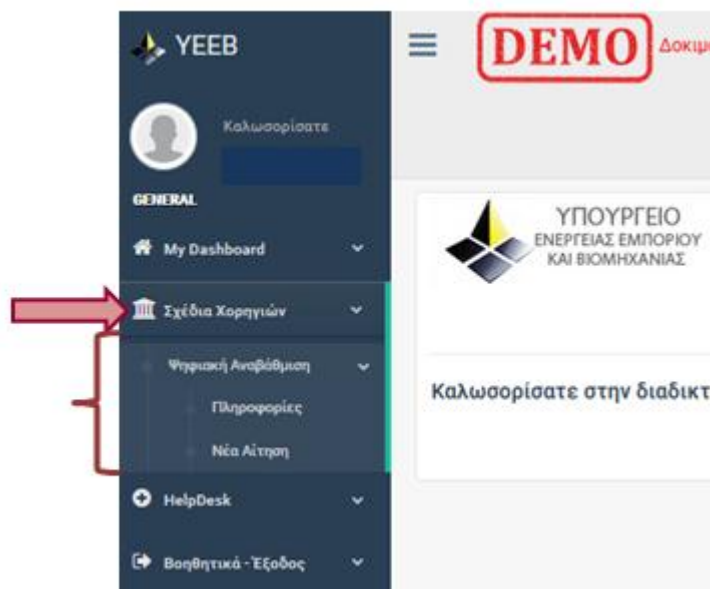 YEEB
DEMO
Καλωσορίσατε
GENERAL
My Dashboard
Σχέδια Χορηγιών
Ψηφιακή Αναβάθμιση
Πληροφορίες
Νέα Αίτηση
HelpDesk
Βοηθητικά - Έξοδος
ΥΠΟΥΡΓΕΙΟ
ΕΝΕΡΓΕΙΑΣ ΕΜΠΟΡΙΟΥ
ΚΑΙ ΒΙΟΜΗΧΑΝΙΑΣ
Καλωσορίσατε στην